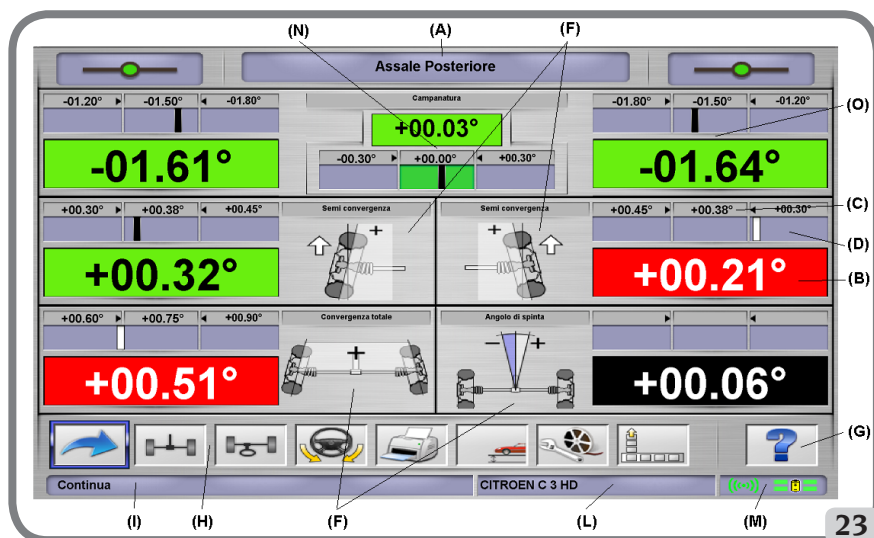 (N) (A) (F)
Assale Posteriore
-01.20° -01.50° -01.80°
-01.61°
Campanatura
+00.03°
-00.30° +00.00° +00.30°
-01.80° -01.50° -01.20°
-01.64°
(O)
+00.30° +00.38° +00.45°
+00.32°
Semi convergenza
+
Semi convergenza
+
+00.45° +00.38° +00.30°
+00.21°
(C)
(D)
(B)
+00.60° +00.75° +00.90°
+00.51°
Convergenza totale
+
Angolo di spinta
− +
+00.06°
?
(G)
Continua
CITROEN C 3 HD
(I) (H) (F) (L) (M)
23